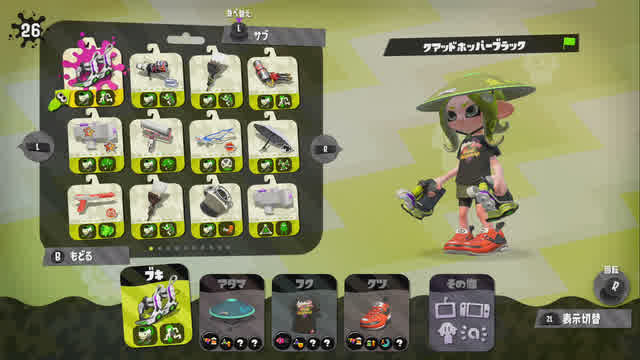 26
並べ替え
L サブ
クアッドホッパーブラック
L
R
B もどる
ブキ
アタマ
フク
クツ
その他
? ?
? ?
? ?
回転
R
ZL 表示切替